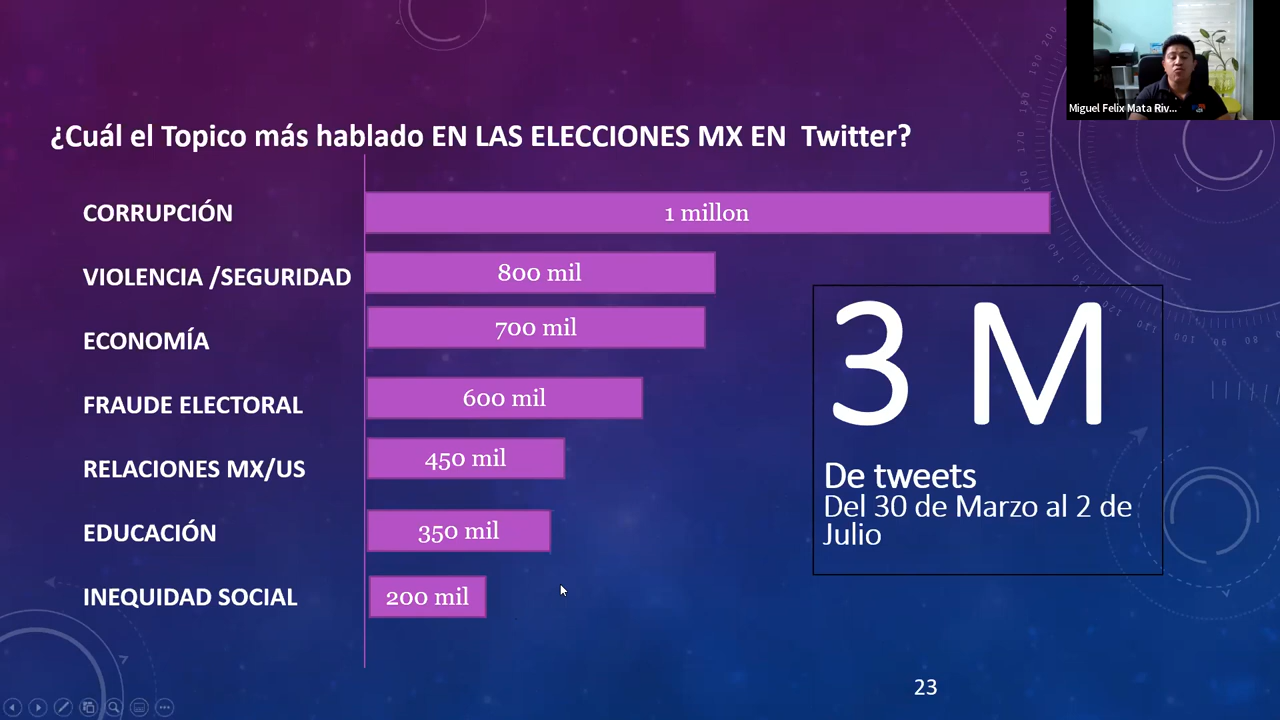 Miguel Felix Mata Riv...
¿Cuál el Topico más hablado EN LAS ELECCIONES MX EN Twitter?
CORRUPCIÓN
1 millon
VIOLENCIA /SEGURIDAD
800 mil
ECONOMÍA
700 mil
FRAUDE ELECTORAL
600 mil
RELACIONES MX/US
450 mil
EDUCACIÓN
350 mil
INEQUIDAD SOCIAL
200 mil
3 M
De tweets
Del 30 de Marzo al 2 de
Julio
23